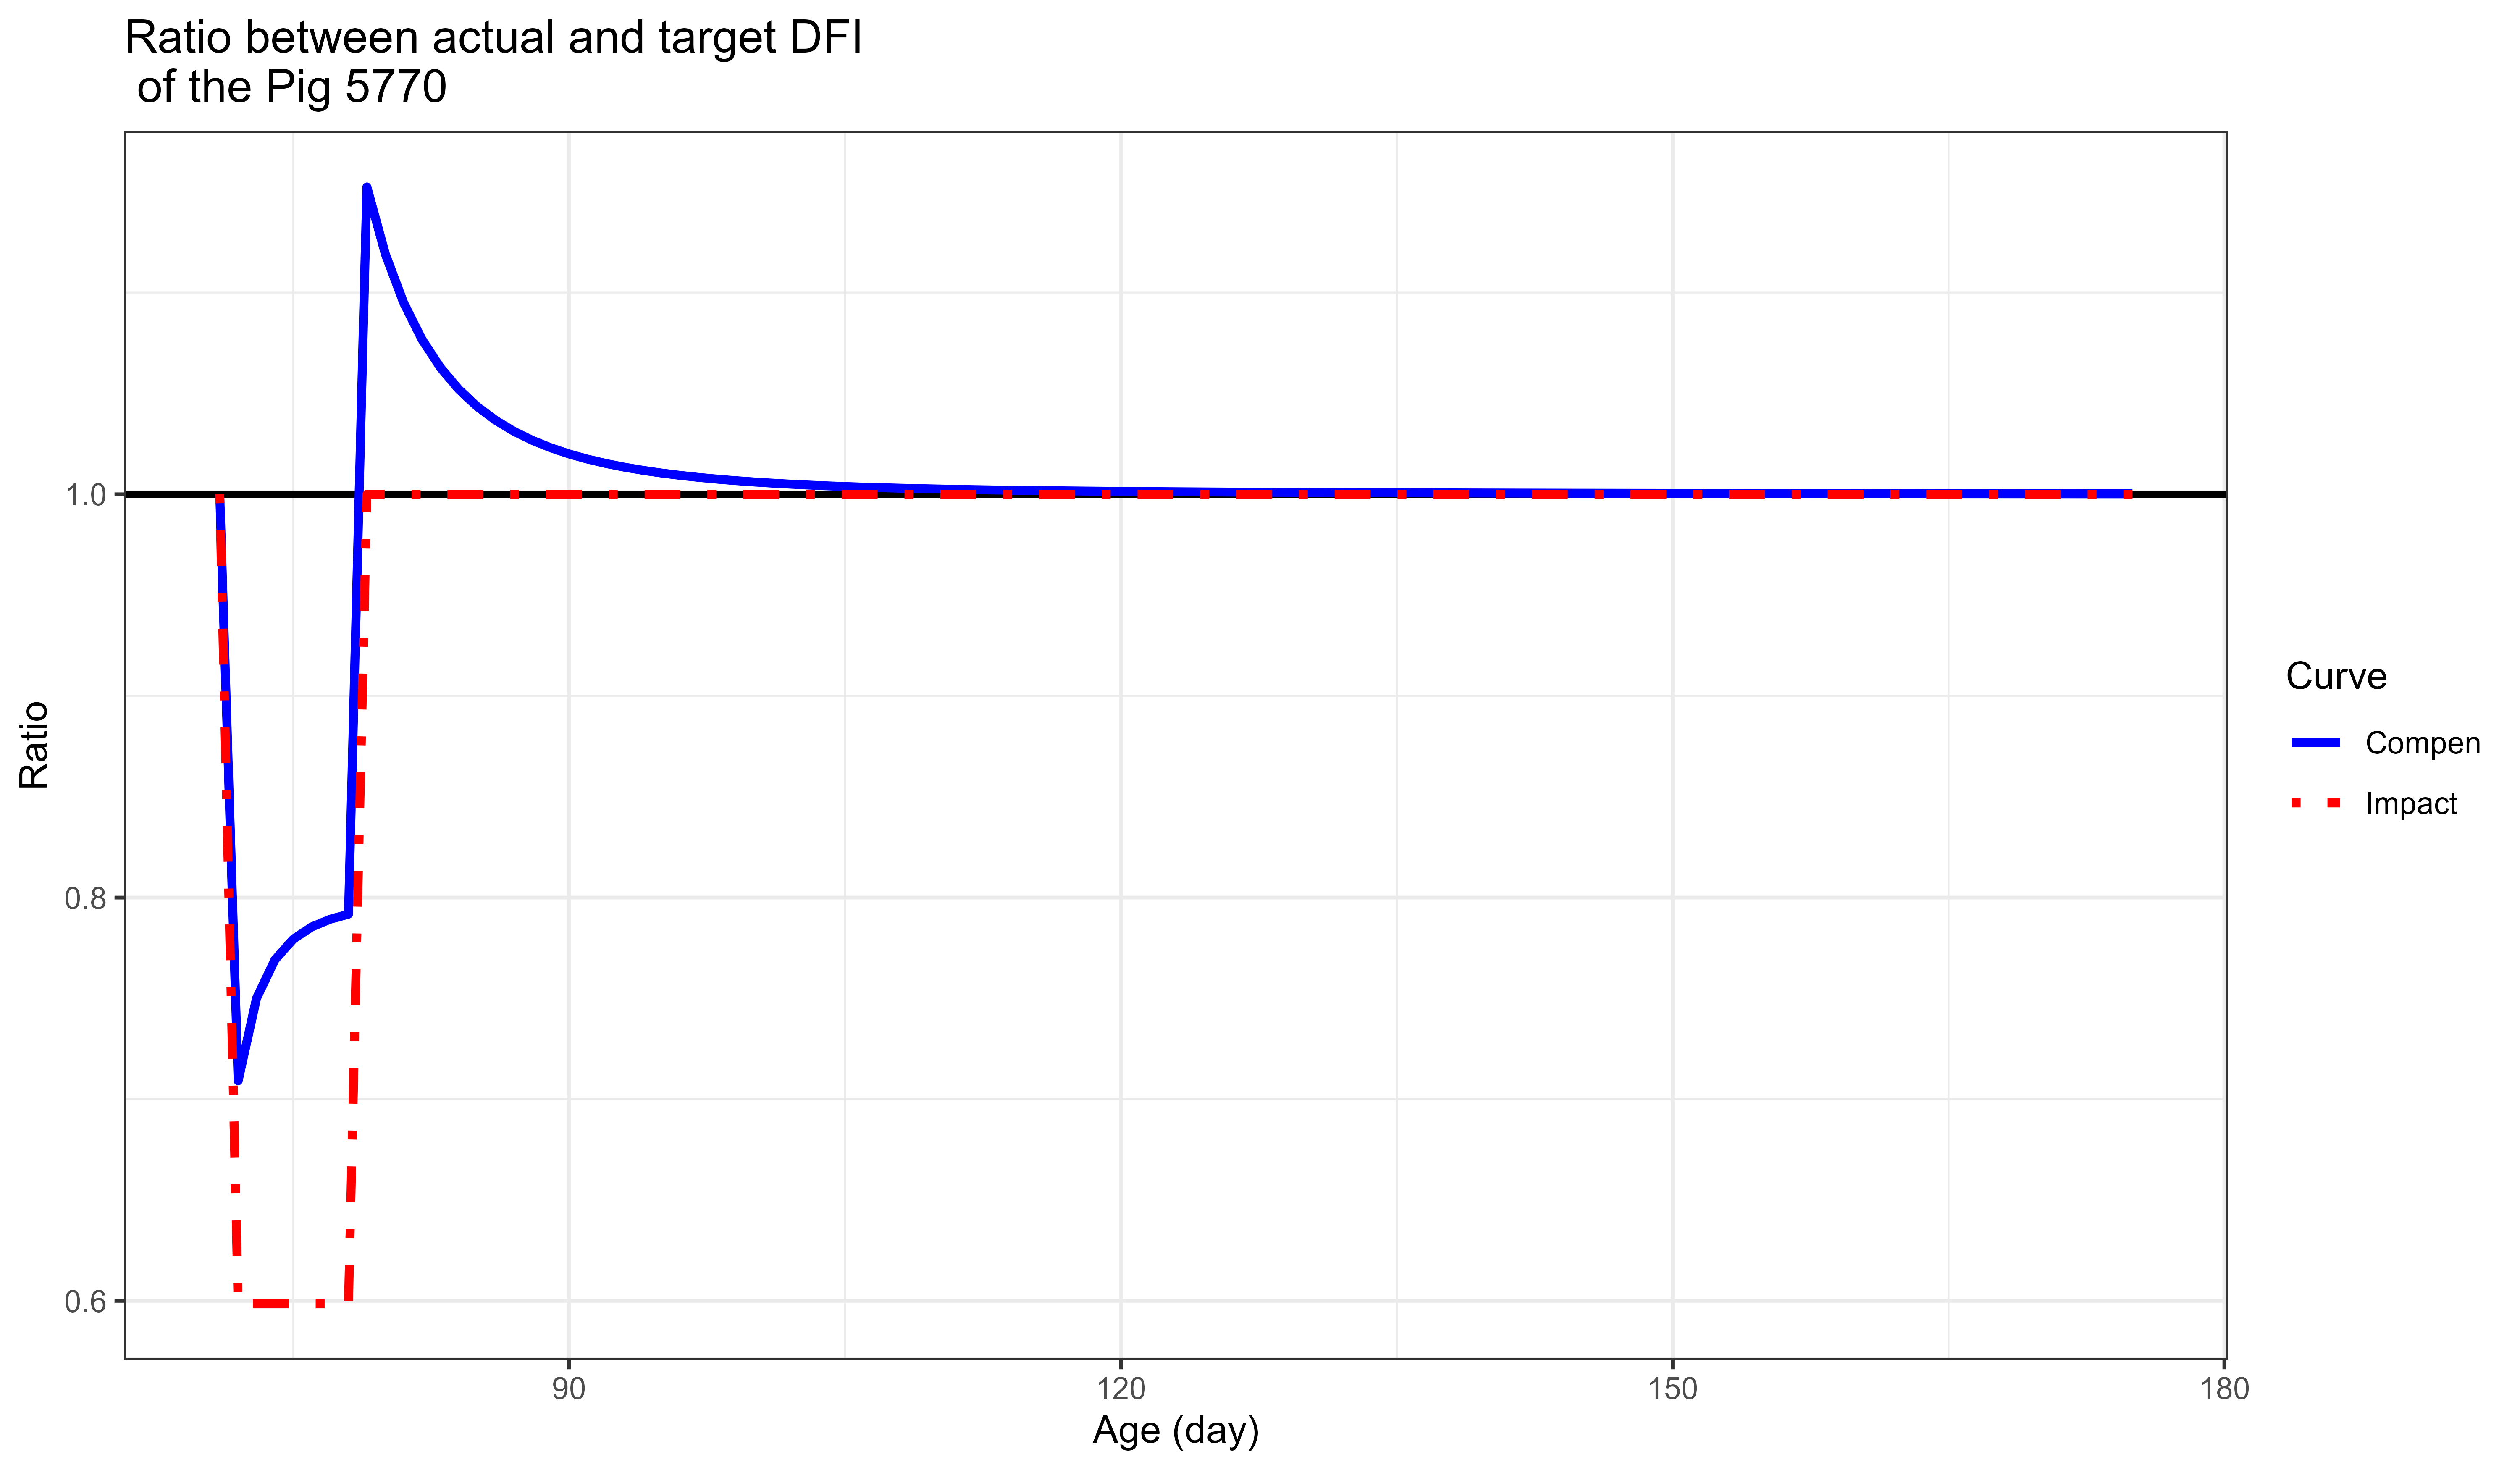 Ratio between actual and target DFI
of the Pig 5770
Ratio
1.0
0.8
0.6
90
120
150
180
Age (day)
Curve
Compen
Impact